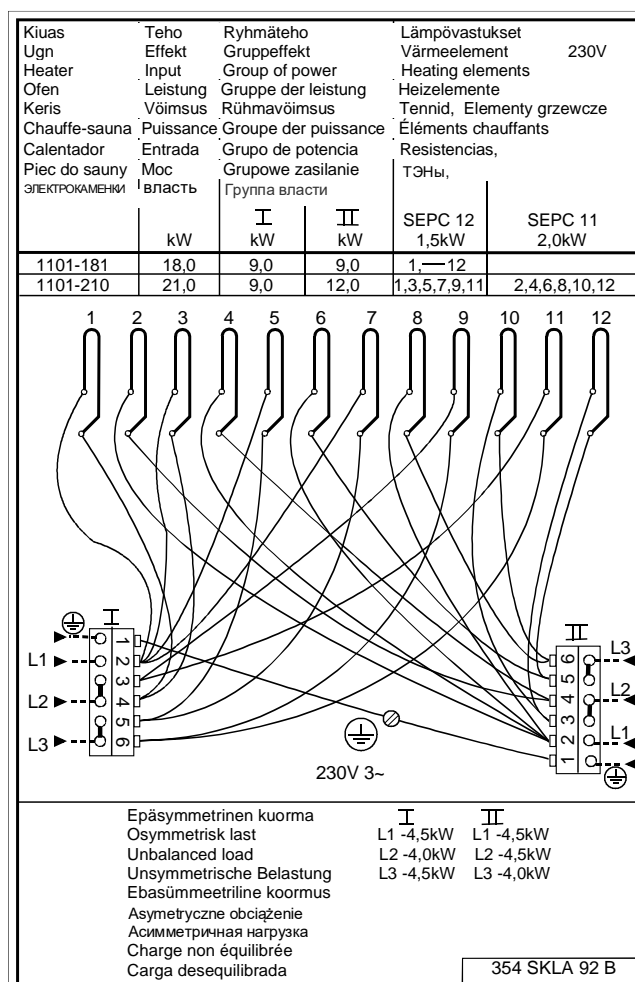 Kiuas Teho Ryhmäteho Lämpövastukset
Ugn Effekt Gruppeffekt Värmeelement 230V
Heater Input Group of power Heating elements
Ofen Leistung Gruppe der leistung Heizelemente
Keris Vöimsus Rühmavöimsus Tennid, Elementy grzewcze
Chauffe-sauna Puissance Groupe der puissance Éléments chauffants
Calentador Entrada Grupo de potencia Resistencias,
Piec do sauny Moc Grupowe zasilanie ТЭНы,
ЭЛЕКТРОКАМЕНКИ власть Группа власти
I II SEPC 12 SEPC 11
kW kW kW 1,5kW 2,0kW
1101-181 18,0 9,0 9,0 1,—12
1101-210 21,0 9,0 12,0 1,3,5,7,9,11 2,4,6,8,10,12
1 2 3 4 5 6 7 8 9 10 11 12
I
1
L1 2
3
L2 4
5
L3 6
II
6 L3
5
4 L2
3
2 L1
1
230V 3~
Epäsymmetrinen kuorma I II
Osymmetrisk last L1 -4,5kW L1 -4,5kW
Unbalanced load L2 -4,0kW L2 -4,5kW
Unsymmetrische Belastung L3 -4,5kW L3 -4,0kW
Ebasümmeetriline koormus
Asymetryczne obciążenie
Асимметричная нагрузка
Charge non équilibrée
Carga desequilibrada
354 SKLA 92 B